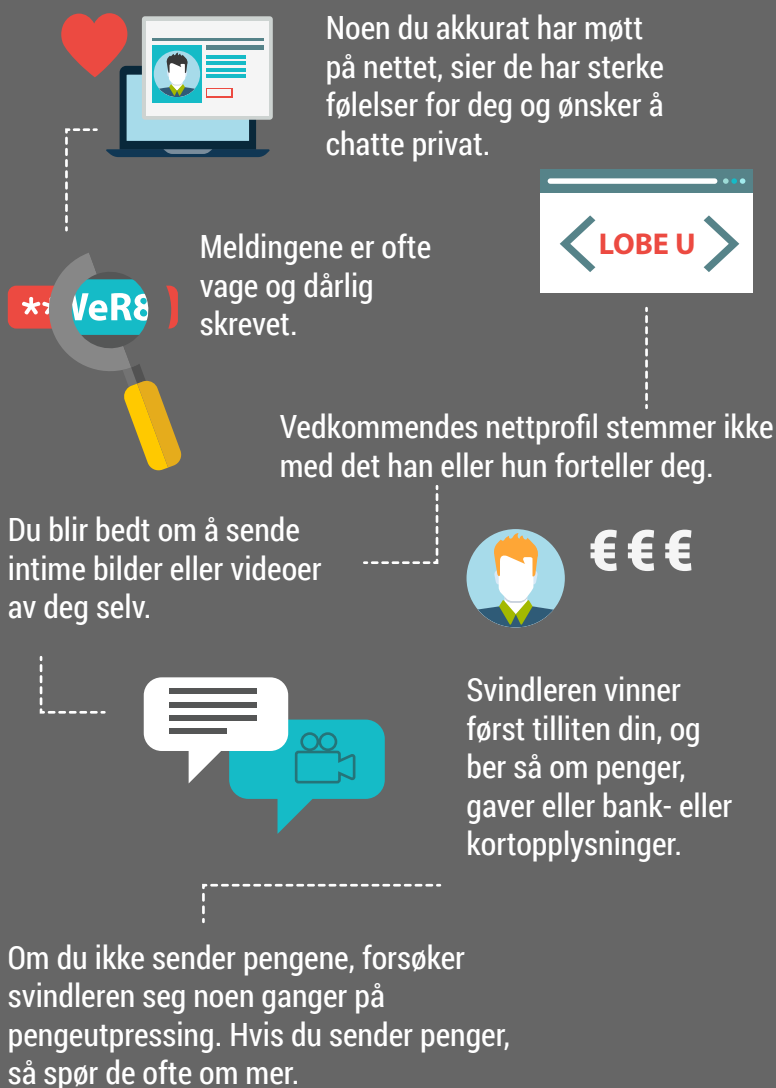 Noen du akkurat har møtt
på nettet, sier de har sterke
følelser for deg og ønsker å
chatte privat.
LOBE U
Meldingene er ofte
vage og dårlig
skrevet.
** VeR8
Vedkommendes nettprofil stemmer ikke
med det han eller hun forteller deg.
Du blir bedt om å sende
intime bilder eller videoer
av deg selv.
€ € €
Svindleren vinner
først tilliten din, og
ber så om penger,
gaver eller bank- eller
kortopplysninger.
Om du ikke sender pengene, forsøker
svindleren seg noen ganger på
pengeutpressing. Hvis du sender penger,
så spør de ofte om mer.